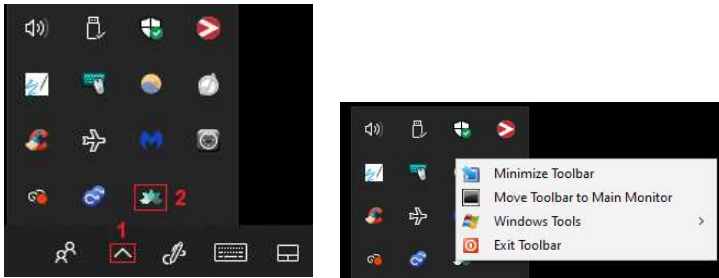 2
1
Minimize Toolbar
Move Toolbar to Main Monitor
Windows Tools
Exit Toolbar